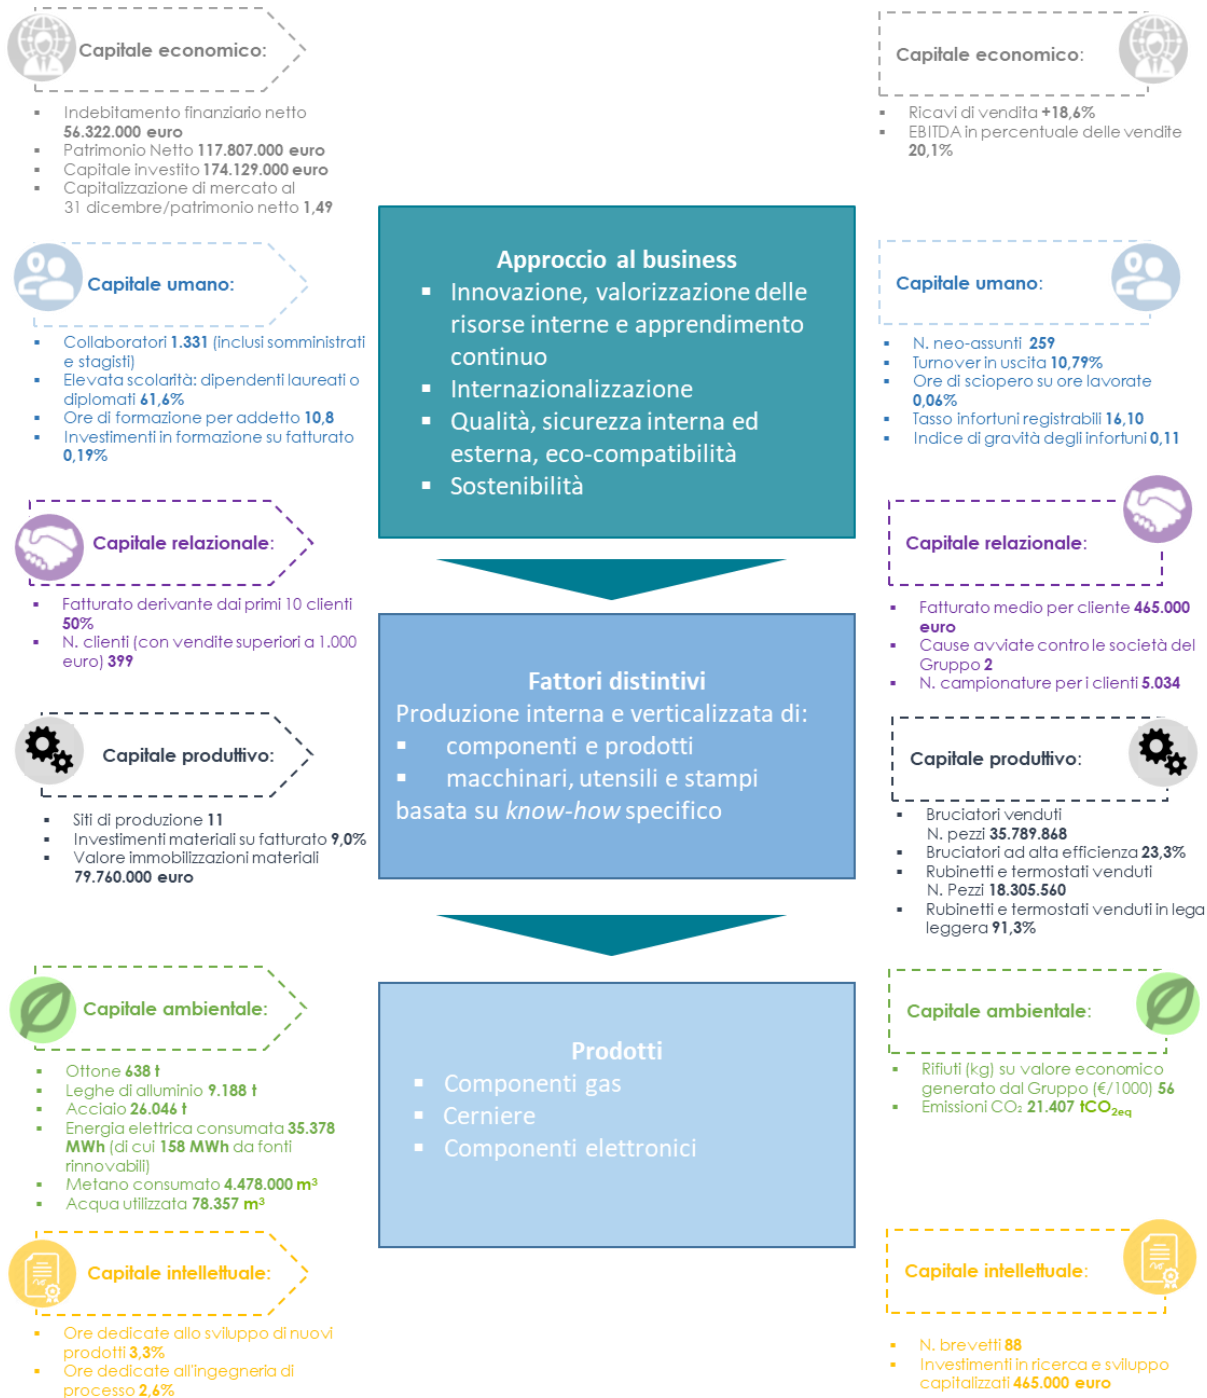 Capitale economico:
▪ Indebitamento finanziario netto
56.322.000 euro
▪ Patrimonio Netto 117.807.000 euro
▪ Capitale investito 174.129.000 euro
▪ Capitalizzazione di mercato al
31 dicembre/patrimonio netto 1,49
Capitale umano:
▪ Collaboratori 1.331 (inclusi somministrati
e stagisti)
▪ Elevata scolarità: dipendenti laureati o
diplomati 61,6%
▪ Ore di formazione per addetto 10,8
▪ Investimenti in formazione su fatturato
0,19%
Capitale relazionale:
▪ Fatturato derivante dai primi 10 clienti
50%
▪ N. clienti (con vendite superiori a 1.000
euro) 399
Capitale produttivo:
▪ Siti di produzione 11
▪ Investimenti materiali su fatturato 9,0%
▪ Valore immobilizzazioni materiali
79.760.000 euro
Capitale ambientale:
▪ Ottone 638 t
▪ Leghe di alluminio 9.188 t
▪ Acciaio 26.046 t
▪ Energia elettrica consumata 35.378
MWh (di cui 158 MWh da fonti
rinnovabili)
▪ Metano consumato 4.478.000 m³
▪ Acqua utilizzata 78.357 m³
Capitale intellettuale:
▪ Ore dedicate allo sviluppo di nuovi
prodotti 3,3%
▪ Ore dedicate all'ingegneria di
processo 2,6%
Approccio al business
▪ Innovazione, valorizzazione delle
risorse interne e apprendimento
continuo
▪ Internazionalizzazione
▪ Qualità, sicurezza interna ed
esterna, eco-compatibilità
▪ Sostenibilità
Fattori distintivi
Produzione interna e verticalizzata di:
▪ componenti e prodotti
▪ macchinari, utensili e stampi
basata su know-how specifico
Prodotti
▪ Componenti gas
▪ Cerniere
▪ Componenti elettronici
Capitale economico:
▪ Ricavi di vendita +18,6%
▪ EBITDA in percentuale delle vendite
20,1%
Capitale umano:
▪ N. neo-assunti 259
▪ Turnover in uscita 10,79%
▪ Ore di sciopero su ore lavorate
0,06%
▪ Tasso infortuni registrabili 16,10
▪ Indice di gravità degli infortuni 0,11
Capitale relazionale:
▪ Fatturato medio per cliente 465.000
euro
▪ Cause avviate contro le società del
Gruppo 2
▪ N. campionature per i clienti 5.034
Capitale produttivo:
▪ Bruciatori venduti
N. pezzi 35.789.868
▪ Bruciatori ad alta efficienza 23,3%
▪ Rubinetti e termostati venduti
N. Pezzi 18.305.560
▪ Rubinetti e termostati venduti in lega
leggera 91,3%
Capitale ambientale:
▪ Rifiuti (kg) su valore economico
generato dal Gruppo (€/1000) 56
▪ Emissioni CO₂ 21.407 tCO₂eq
Capitale intellettuale:
▪ N. brevetti 88
▪ Investimenti in ricerca e sviluppo
capitalizzati 465.000 euro